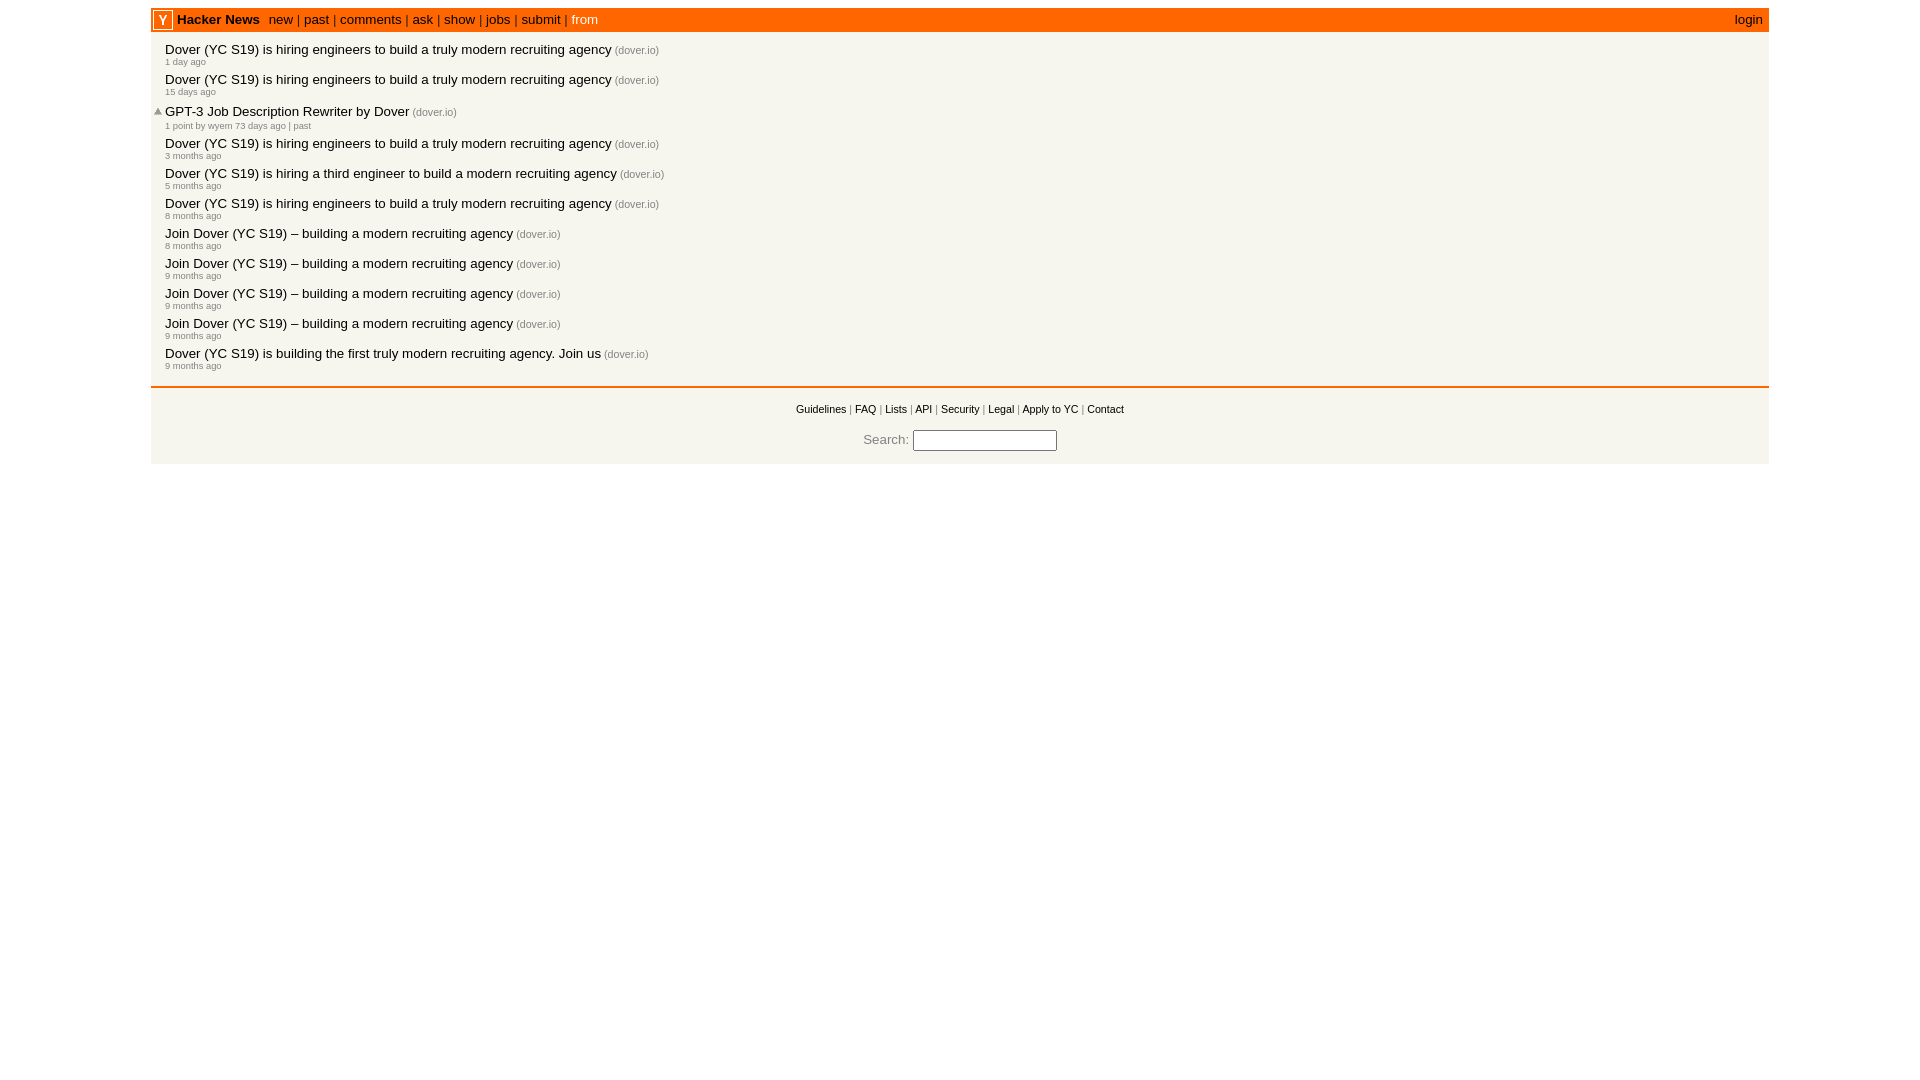 Y Hacker News new | past | comments | ask | show | jobs | submit | from login
Dover (YC S19) is hiring engineers to build a truly modern recruiting agency (dover.io)
1 day ago
Dover (YC S19) is hiring engineers to build a truly modern recruiting agency (dover.io)
15 days ago
GPT-3 Job Description Rewriter by Dover (dover.io)
1 point by wyem 73 days ago | past
Dover (YC S19) is hiring engineers to build a truly modern recruiting agency (dover.io)
3 months ago
Dover (YC S19) is hiring a third engineer to build a modern recruiting agency (dover.io)
5 months ago
Dover (YC S19) is hiring engineers to build a truly modern recruiting agency (dover.io)
8 months ago
Join Dover (YC S19) – building a modern recruiting agency (dover.io)
8 months ago
Join Dover (YC S19) – building a modern recruiting agency (dover.io)
9 months ago
Join Dover (YC S19) – building a modern recruiting agency (dover.io)
9 months ago
Join Dover (YC S19) – building a modern recruiting agency (dover.io)
9 months ago
Dover (YC S19) is building the first truly modern recruiting agency. Join us (dover.io)
9 months ago
Guidelines | FAQ | Lists | API | Security | Legal | Apply to YC | Contact
Search: